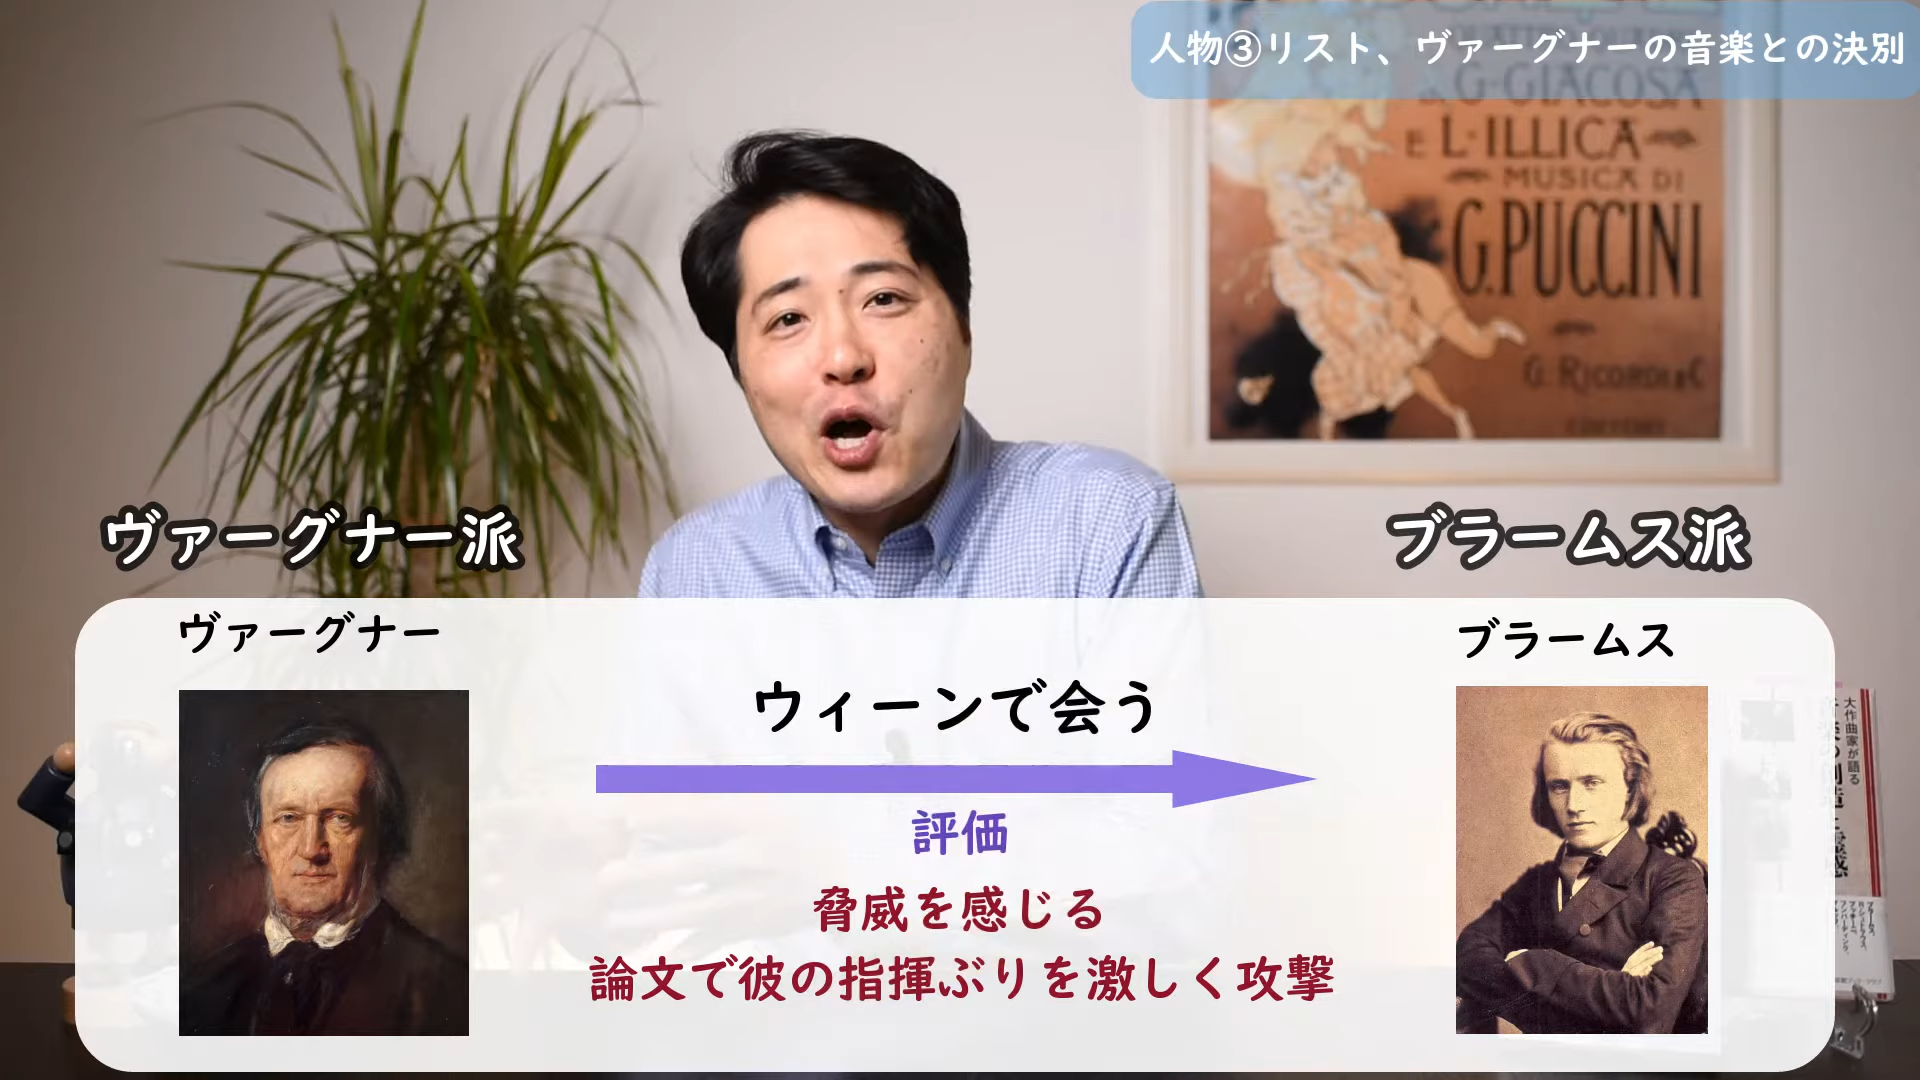 人物③リスト、ヴァーグナーの音楽との決別
G·GIACOSA
E L·ILLICA
MUSICA DI
G.PUCCINI
G. RICORDI & C
ヴァーグナー派
ブラームス派
ヴァーグナー
ブラームス
ウィーンで会う
評価
脅威を感じる
論文で彼の指揮ぶりを激しく攻撃
大作曲家が語る